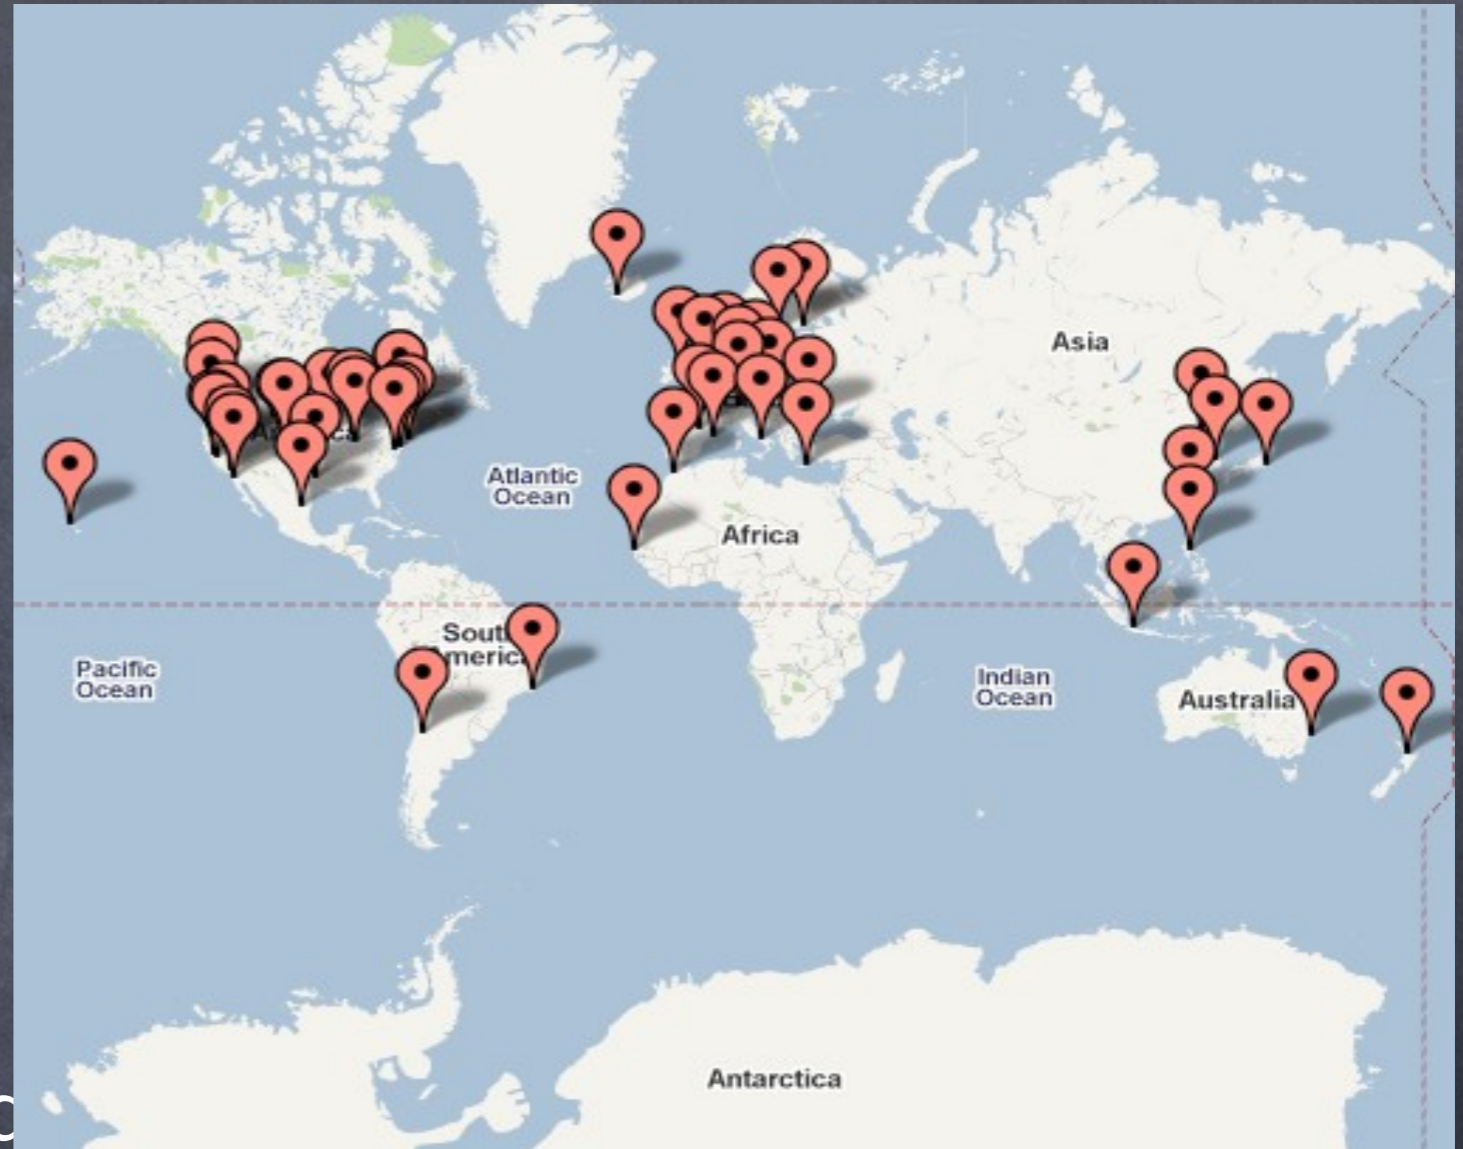 Asia
Atlantic
Ocean
Africa
Pacific
Ocean
Indian
Ocean
Australia
Antarctica